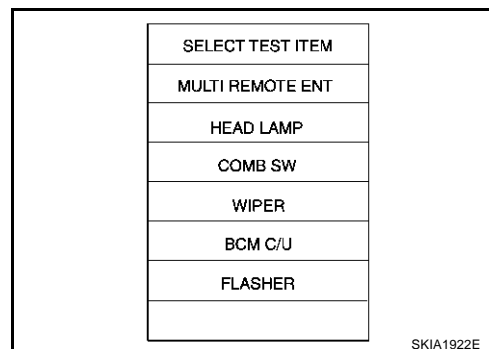 SELECT TEST ITEM
MULTI REMOTE ENT
HEAD LAMP
COMB SW
WIPER
BCM C/U
FLASHER
SKIA1922E